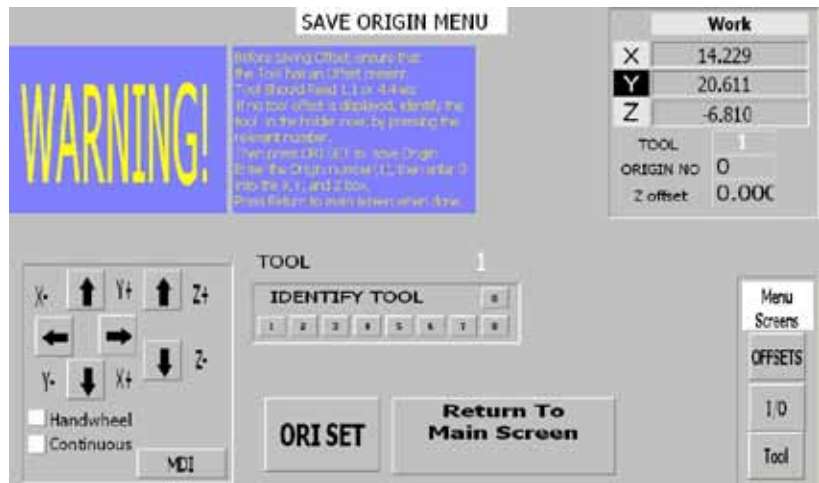 SAVE ORIGIN MENU
Work
X 14.229
Y 20.611
Z -6.810
TOOL 1
ORIGIN NO 0
Z offset 0.00
WARNING!
Before saving Offset, ensure that
the Tool has an Offset present.
Tool Should Read 1.1 or 4.4 etc
If no tool offset is displayed, identify the
tool in the holder now, by pressing the
relevant number.
Then press ORI SET to save Origin
Enter the Origin number, then enter 0
into the X, Y, and Z box,
Press Return to main screen when done.
TOOL 1
IDENTIFY TOOL 0
1 2 3 4 5 6 7 8
X- Y+ Z+
Z-
Y- X+
Handwheel
Continuous
MDI
ORI SET
Return To
Main Screen
Menu
Screens
OFFSETS
I/O
Tool